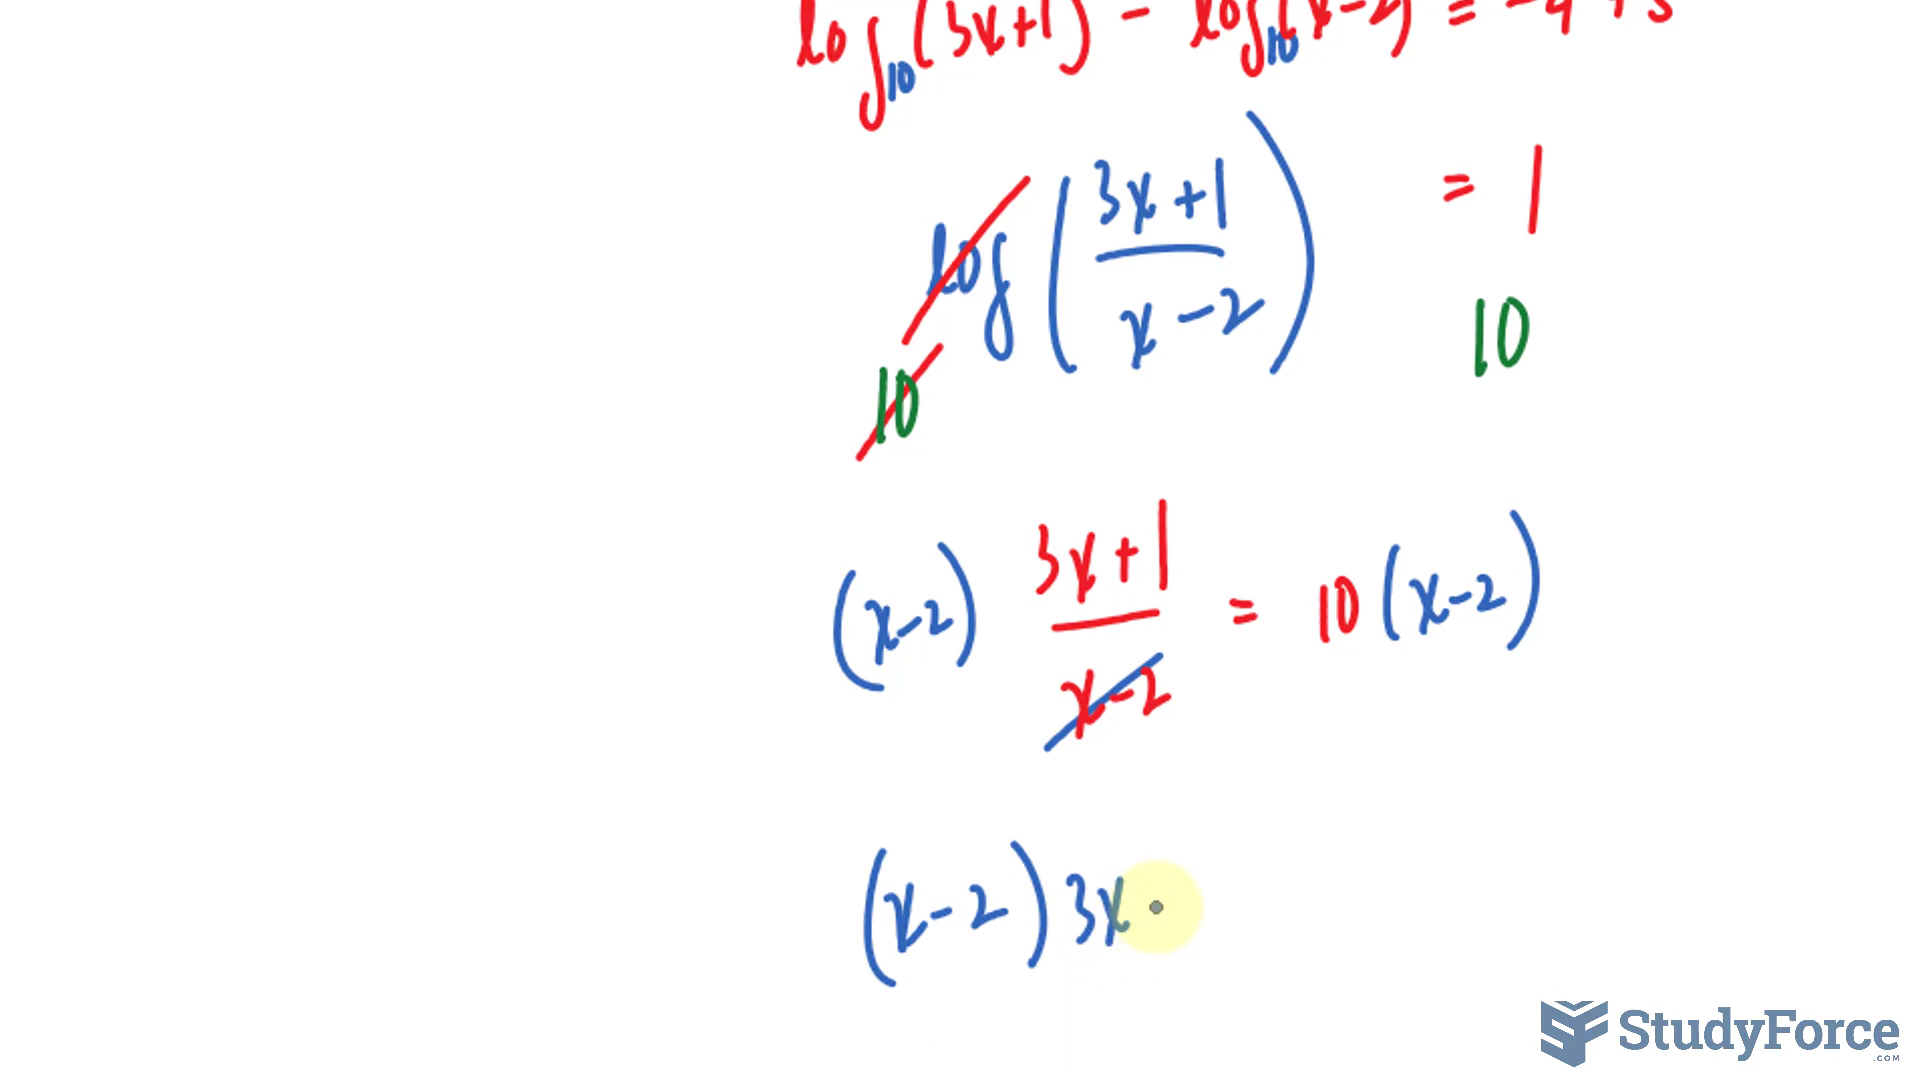 log₁₀(3x+1) - log₁₀(x-2) = -4 + 5
log (3x+1 / x-2) = 1
10 10
(x-2) 3x+1 / x-2 = 10 (x-2)
(x-2) 3x
StudyForce
.COM